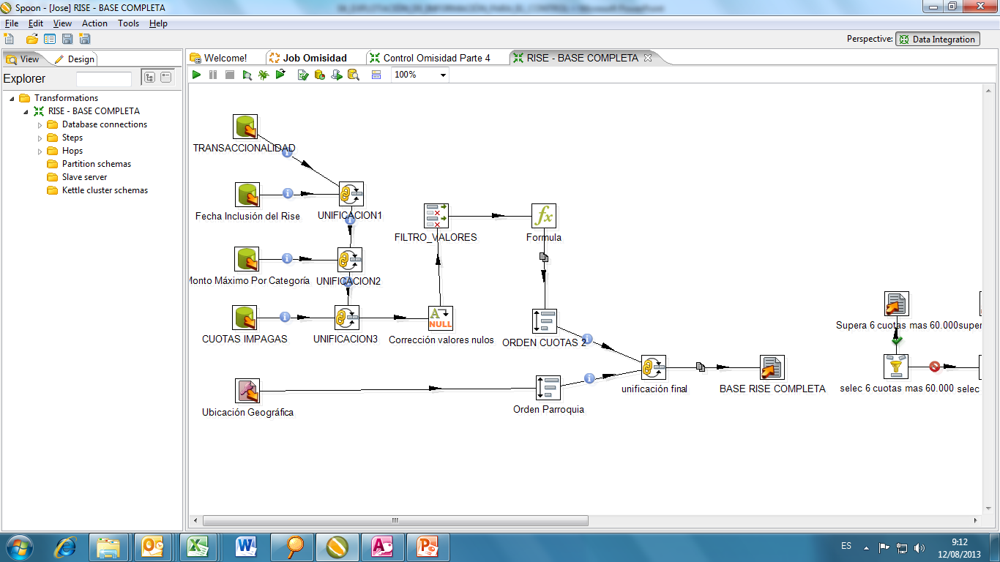 Spoon - [Jose] RISE - BASE COMPLETA
File Edit View Action Tools Help
Perspective: Data Integration
View Design
Welcome! Job Omisidad Control Omisidad Parte 4 RISE - BASE COMPLETA
Explorer
100%
Transformations
RISE - BASE COMPLETA
Database connections
Steps
Hops
Partition schemas
Slave server
Kettle cluster schemas
TRANSACCIONALIDAD
Fecha Inclusión del Rise
UNIFICACION1
FILTRO_VALORES
fx
Formula
Monto Máximo Por Categoría
UNIFICACION2
CUOTAS IMPAGAS
UNIFICACION3
A
NULL
Corrección valores nulos
ORDEN CUOTAS 2
Supera 6 cuotas mas 60.000
super
Ubicación Geográfica
Orden Parroquia
unificación final
BASE RISE COMPLETA
selec 6 cuotas mas 60.000
selec
ES
9:12
12/08/2013